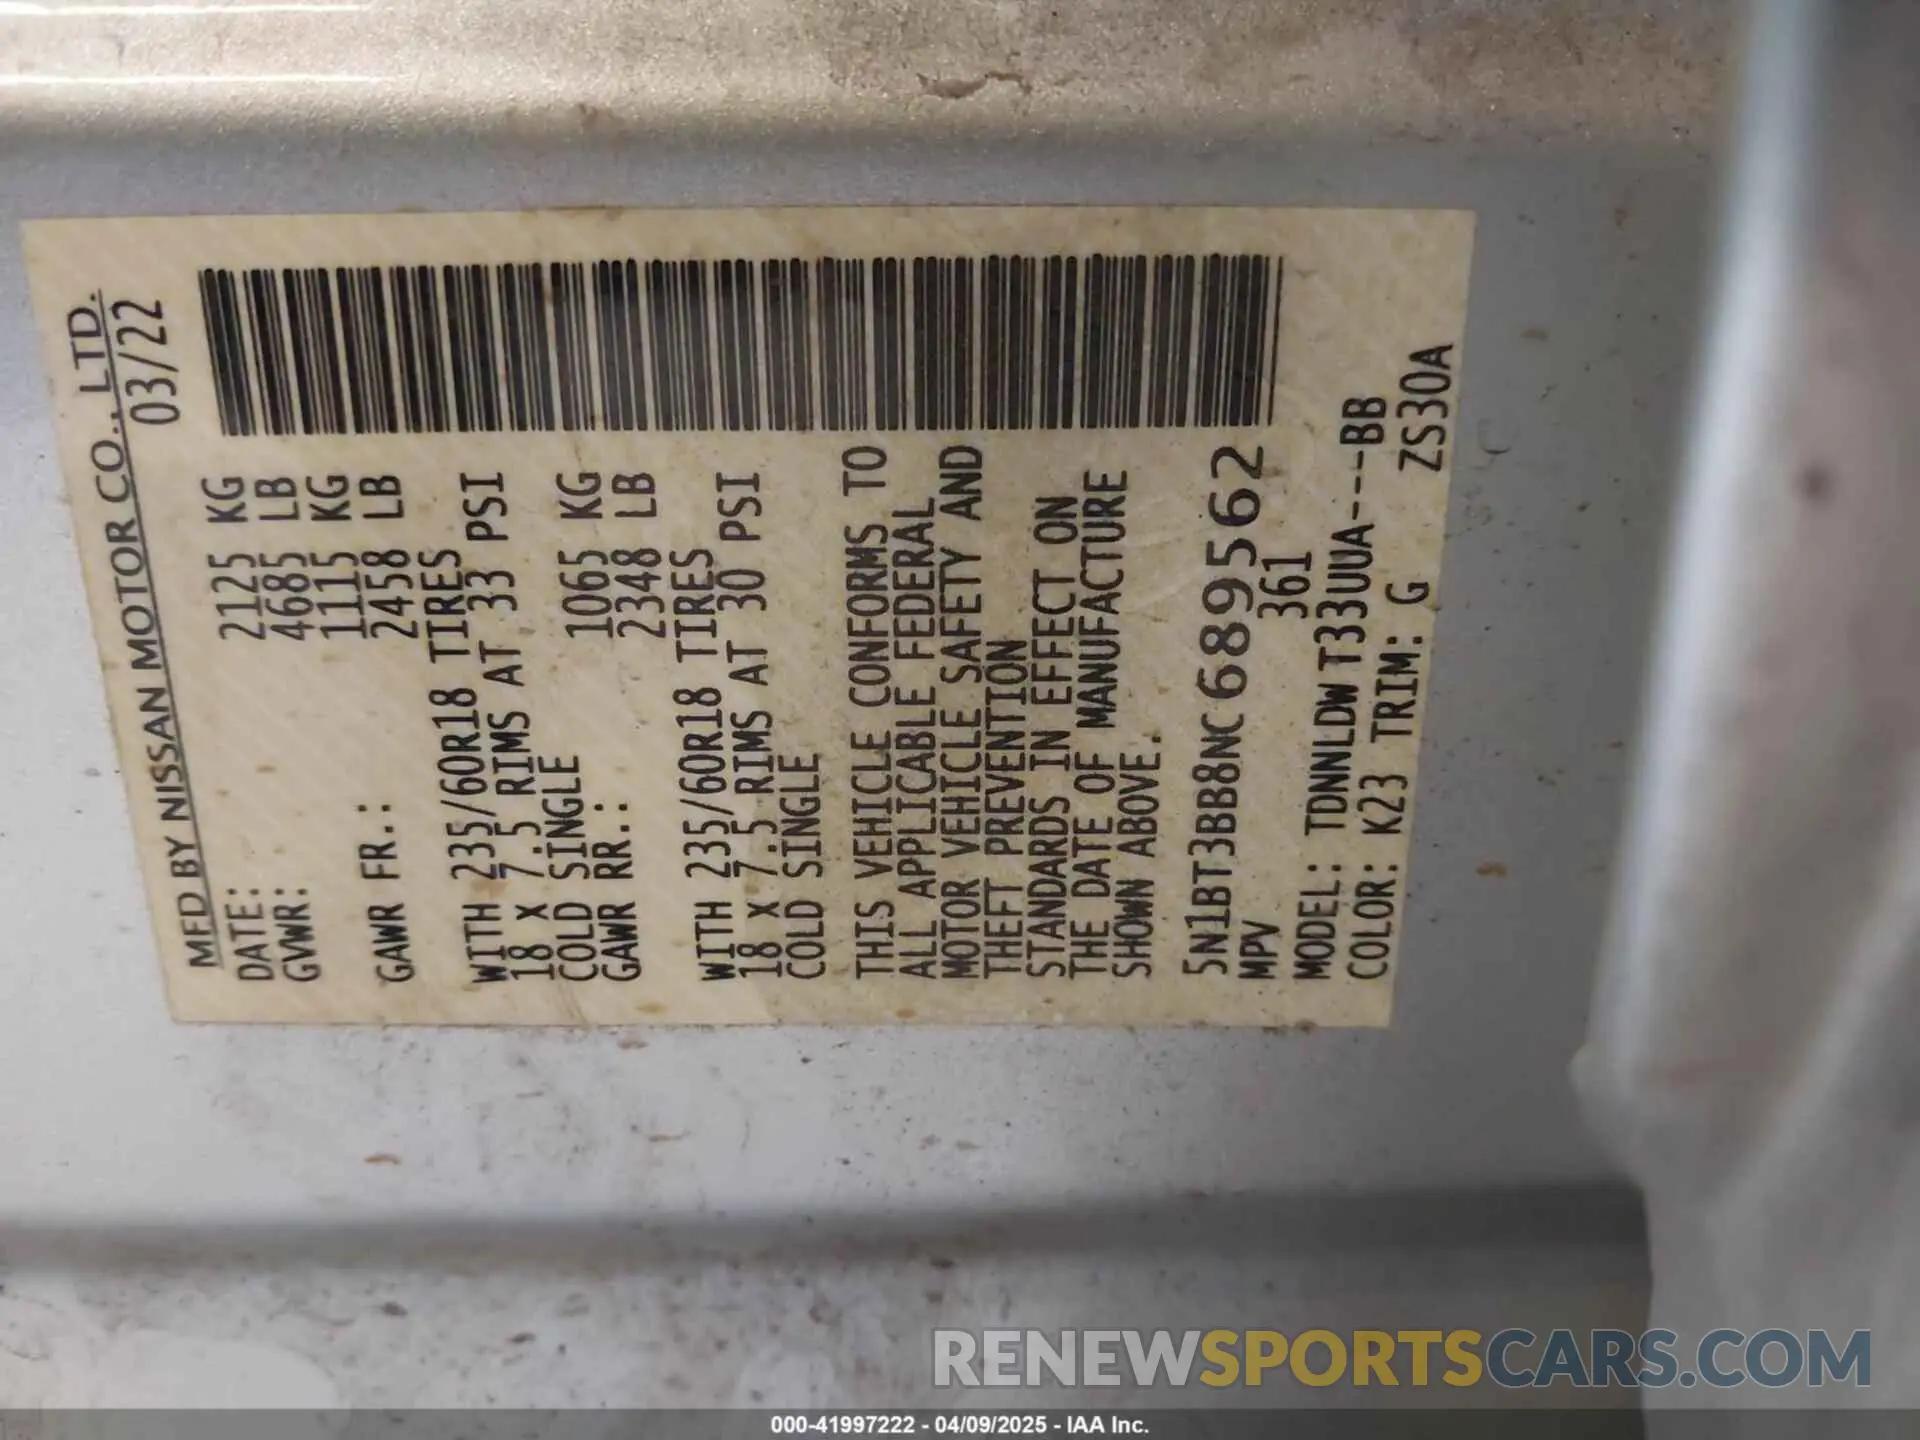 MFD BY NISSAN MOTOR CO., LTD.
DATE: 03/22
GVWR: 2125 KG
4685 LB
GAWR FR.: 1115 KG
2458 LB
WITH 235/60R18 TIRES
18 X 7.5 RIMS AT 33 PSI
COLD SINGLE
GAWR RR.: 1065 KG
2348 LB
WITH 235/60R18 TIRES
18 X 7.5 RIMS AT 30 PSI
COLD SINGLE
THIS VEHICLE CONFORMS TO
ALL APPLICABLE FEDERAL
MOTOR VEHICLE SAFETY AND
THEFT PREVENTION
STANDARDS IN EFFECT ON
THE DATE OF MANUFACTURE
SHOWN ABOVE.
5N1BT3BB8NC689562
MPV 361
MODEL: TDNNLDWT33UUA---BB
COLOR: K23 TRIM: G ZS30A
RENEWSPORTSCARS.COM
000-41997222 - 04/09/2025 - IAA Inc.